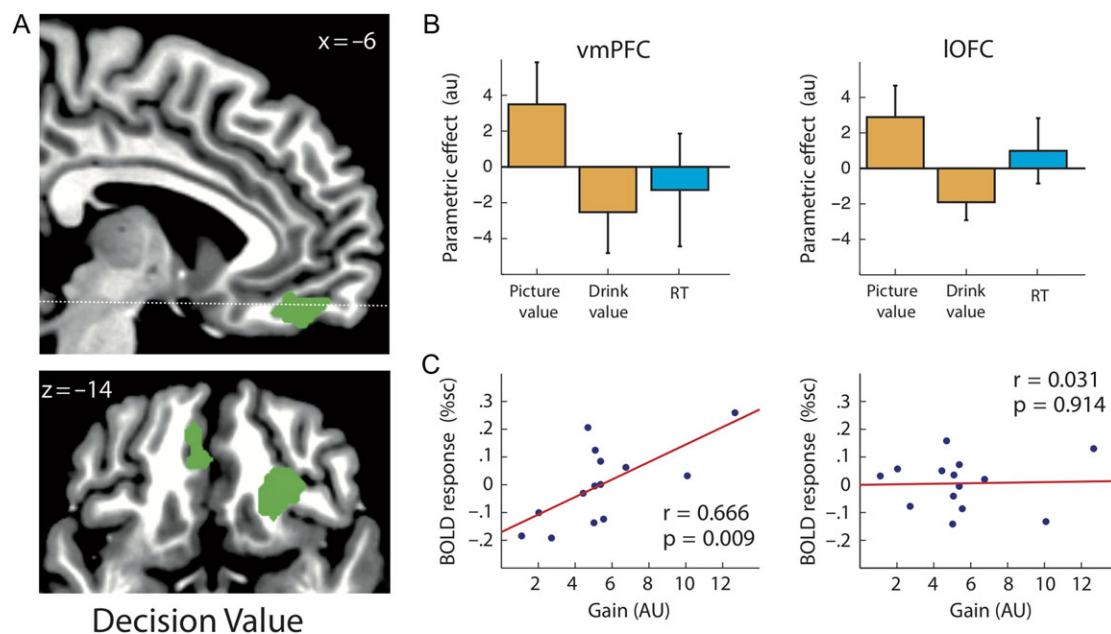 A
x = –6
z = –14
Decision Value
B
vmPFC
Parametric effect (au)
4
2
0
–2
–4
Picture value
Drink value
RT
lOFC
Parametric effect (au)
4
2
0
–2
–4
Picture value
Drink value
RT
C
BOLD response (%sc)
.3
.2
.1
0
–.1
–.2
r = 0.666
p = 0.009
2 4 6 8 10 12
Gain (AU)
BOLD response (%sc)
.3
.2
.1
0
–.1
–.2
r = 0.031
p = 0.914
2 4 6 8 10 12
Gain (AU)